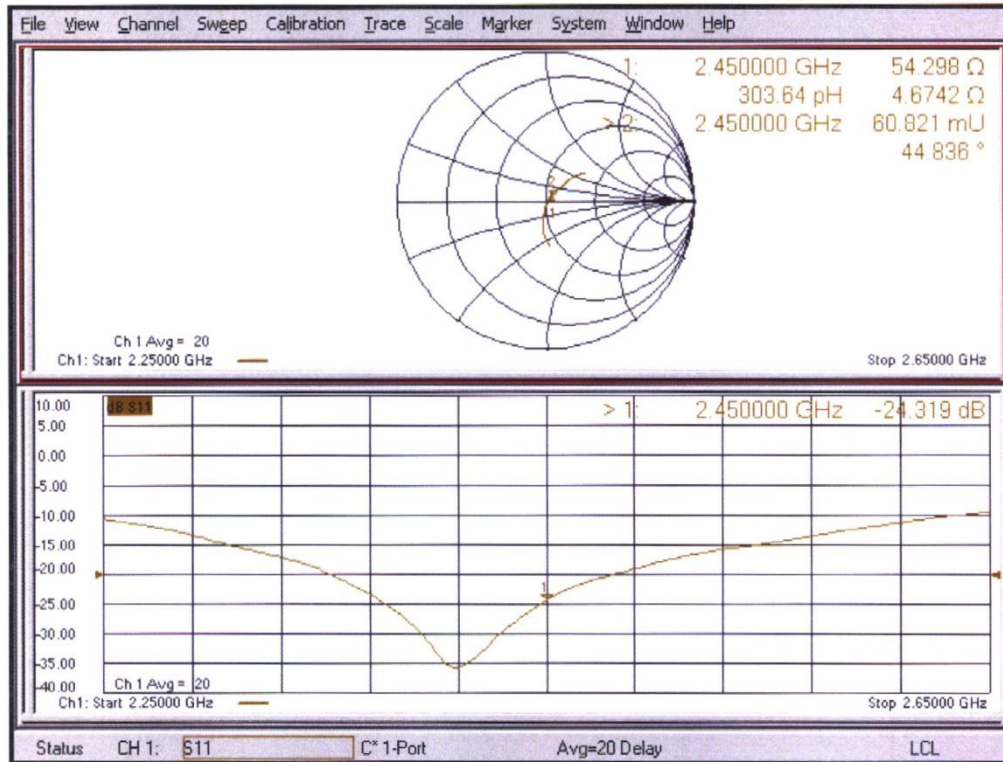 File View Channel Sweep Calibration Trace Scale Marker System Window Help
1: 2.450000 GHz 54.298 Ω
303.64 pH 4.6742 Ω
> 2: 2.450000 GHz 60.821 mU
44.836 °
2
1
Ch 1 Avg = 20
Ch1: Start 2.25000 GHz Stop 2.65000 GHz
10.00 dB S11 > 1: 2.450000 GHz -24.319 dB
5.00
0.00
-5.00
-10.00
-15.00
-20.00
1
-25.00
-30.00
-35.00
-40.00 Ch 1 Avg = 20
Ch1: Start 2.25000 GHz Stop 2.65000 GHz
Status CH 1: S11 C* 1-Port Avg=20 Delay LCL